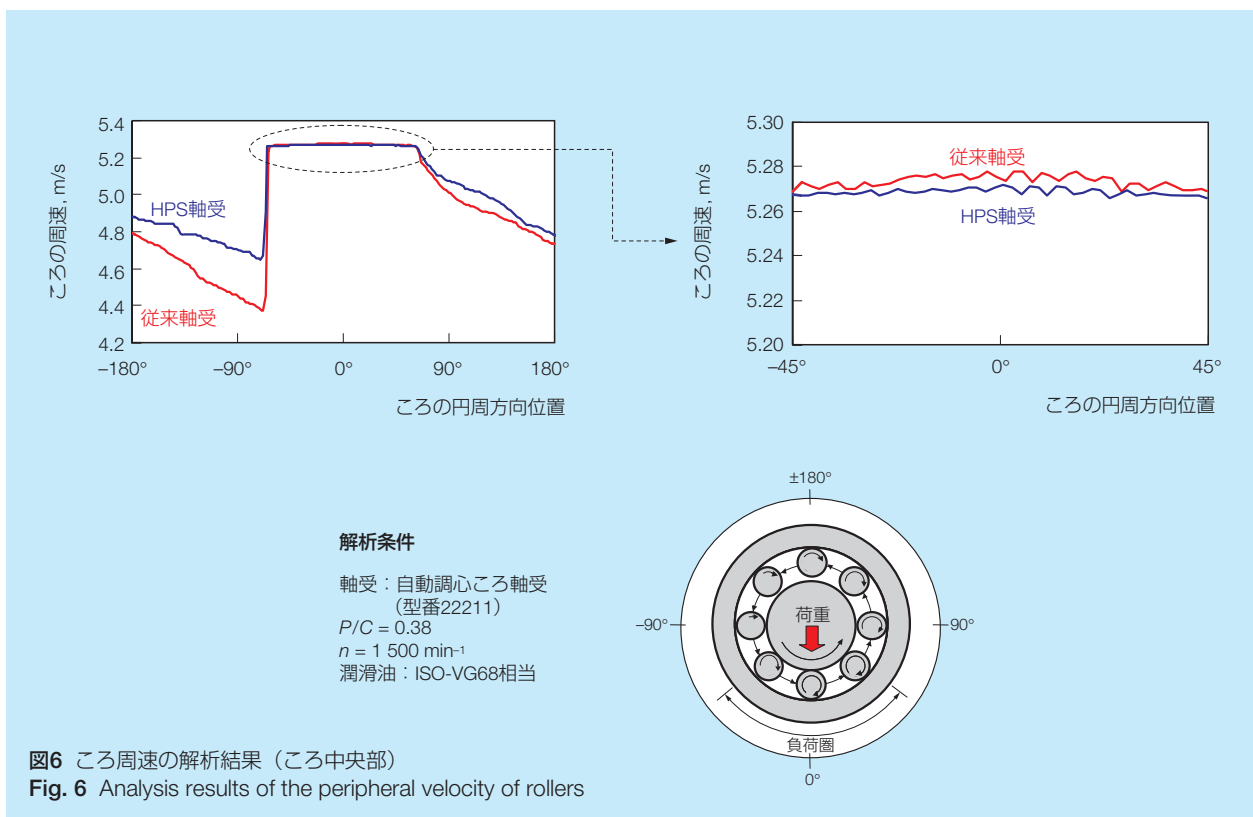 5.4
5.2
5.0
4.8
4.6
4.4
4.2
ころの周速, m/s
HPS軸受
従来軸受
–180°
–90°
0°
90°
180°
ころの円周方向位置
5.30
5.28
5.26
5.24
5.22
5.20
ころの周速, m/s
従来軸受
HPS軸受
–45°
0°
45°
ころの円周方向位置
解析条件
軸受：自動調心ころ軸受
（型番22211）
P/C = 0.38
n = 1 500 min–1
潤滑油：ISO-VG68相当
±180°
–90°
荷重
90°
負荷圏
0°
図6 ころ周速の解析結果（ころ中央部）
Fig. 6 Analysis results of the peripheral velocity of rollers